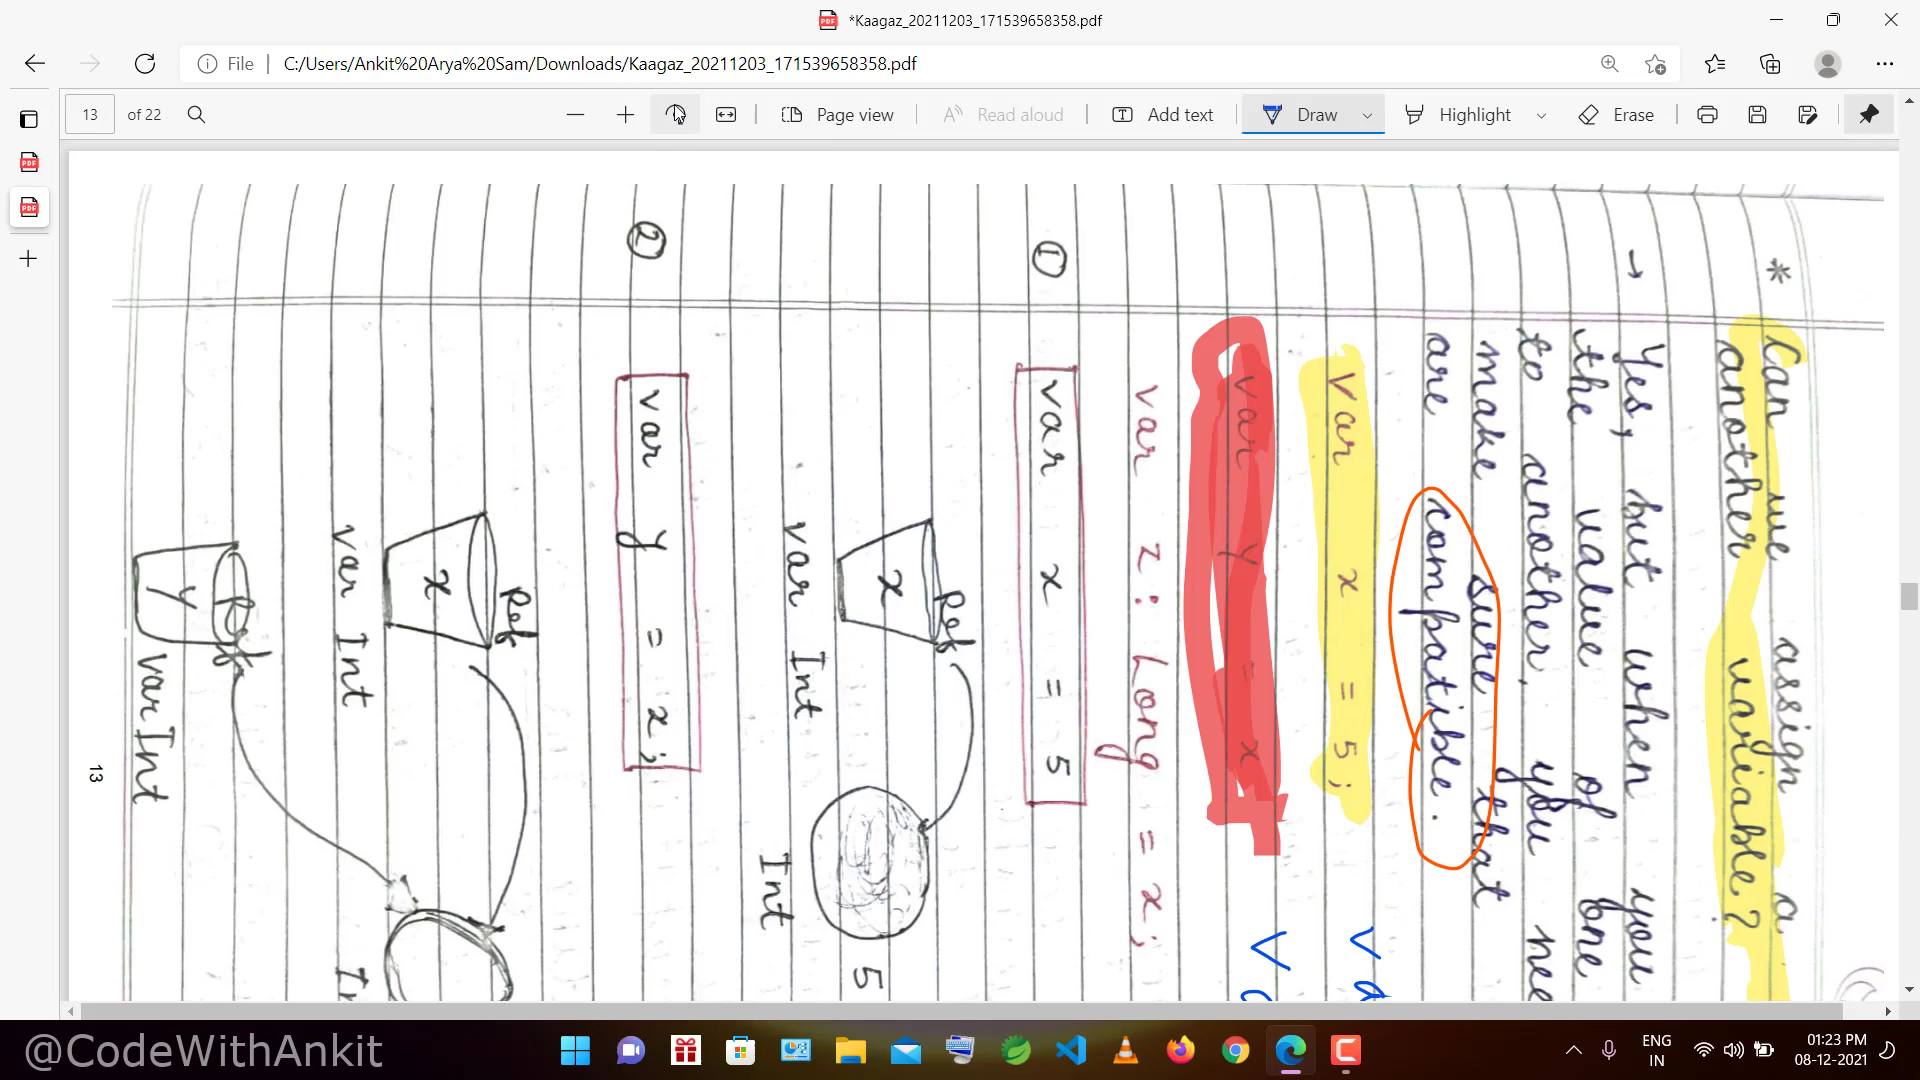 *Kaagaz_20211203_171539658358.pdf
File
C:/Users/Ankit%20Arya%20Sam/Downloads/Kaagaz_20211203_171539658358.pdf
13 of 22
Page view
Read aloud
Add text
Draw
Highlight
Erase
* Can we assign a
another variable?
→ Yes, but when you
the value of one
to another, you
make sure that
are compatible.
var x = 5;
var y = x
var z: Long = x;
① var x = 5
Ref
x
var Int
5
Int
② var y = x;
Ref
x
var Int
Ref
y
var Int
13
@CodeWithAnkit
ENG
IN
01:23 PM
08-12-2021